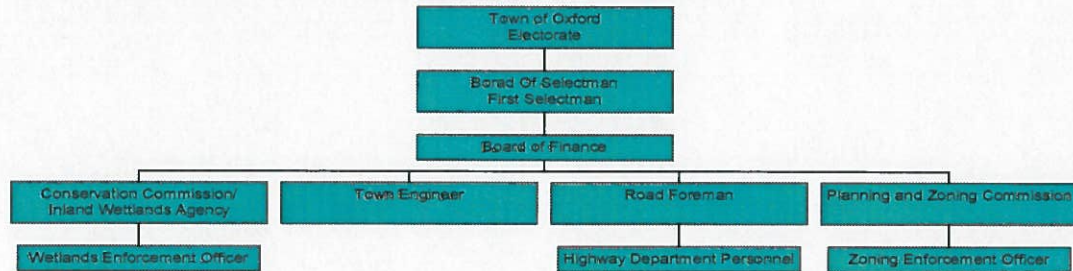 Town of Oxford
Electorate
Borad Of Selectman
First Selectman
Board of Finance
Conservation Commission/
Inland Wettlands Agency
Town Engineer
Road Foreman
Planning and Zoning Commission
Wetlands Enforcement Officer
Highway Department Personnel
Zoning Enforcement Officer